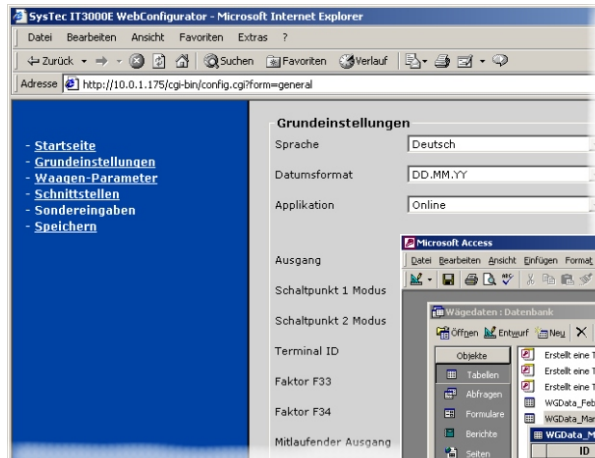 SysTec IT3000E WebConfigurator - Microsoft Internet Explorer
Datei Bearbeiten Ansicht Favoriten Extras ?
Zurück Suchen Favoriten Verlauf
Adresse http://10.0.1.175/cgi-bin/config.cgi?form=general
- Startseite
- Grundeinstellungen
- Waagen-Parameter
- Schnittstellen
- Sondereingaben
- Speichern
Grundeinstellungen
Sprache Deutsch
Datumsformat DD.MM.YY
Applikation Online
Ausgang
Schaltpunkt 1 Modus
Schaltpunkt 2 Modus
Terminal ID
Faktor F33
Faktor F34
Mitlaufender Ausgang
Microsoft Access
Datei Bearbeiten Ansicht Einfügen Format
Wägedaten : Datenbank
Öffnen Entwurf Neu
Objekte
Tabellen
Abfragen
Formulare
Berichte
Seiten
Erstellt eine T
Erstellt eine T
Erstellt eine T
WGData_Feb
WGData_Mar
WGData_M
ID